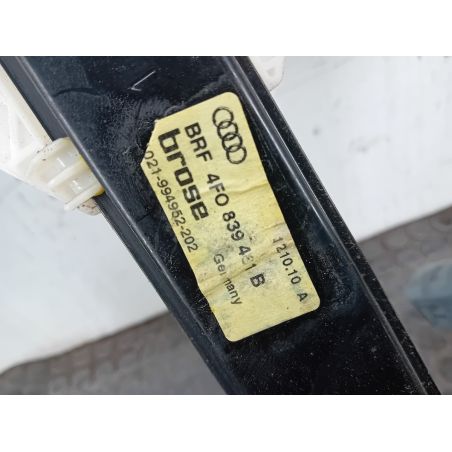 BRF 4F0 839 461 B
brose
Germany
021-994952-202
1210.10 A